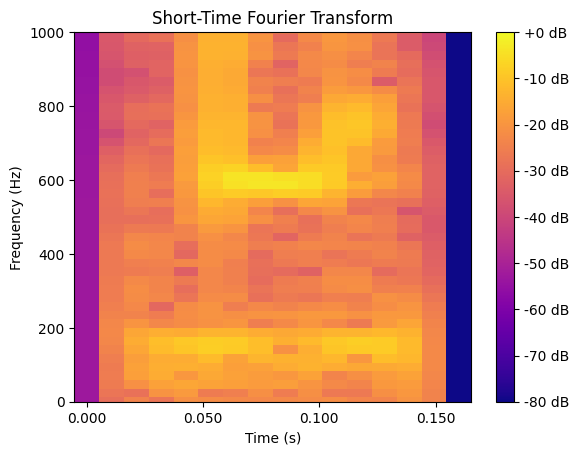 Short-Time Fourier Transform
1000
800
600
400
200
0
Frequency (Hz)
0.000
0.050
0.100
0.150
Time (s)
+0 dB
-10 dB
-20 dB
-30 dB
-40 dB
-50 dB
-60 dB
-70 dB
-80 dB